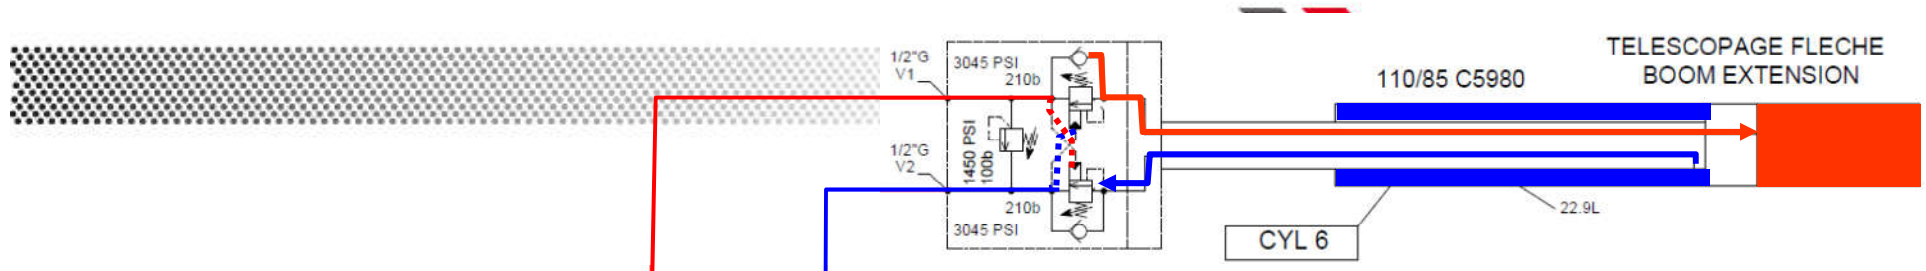 1/2"G
V1
3045 PSI
210b
1450 PSI
100b
1/2"G
V2
210b
3045 PSI
110/85 C5980
TELESCOPAGE FLECHE
BOOM EXTENSION
22.9L
CYL 6